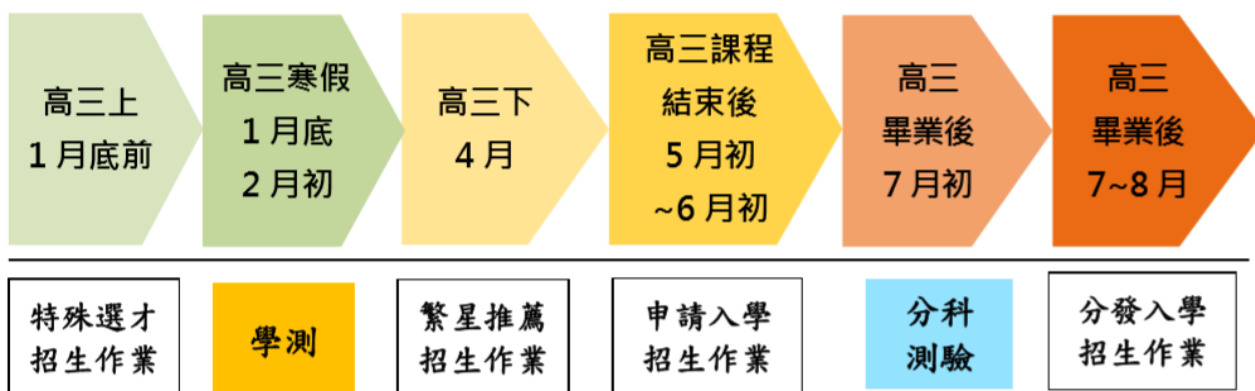 高三上
1月底前
高三寒假
1月底
2月初
高三下
4月
高三課程
結束後
5月初
~6月初
高三
畢業後
7月初
高三
畢業後
7~8月
特殊選才
招生作業
學測
繁星推薦
招生作業
申請入學
招生作業
分科
測驗
分發入學
招生作業